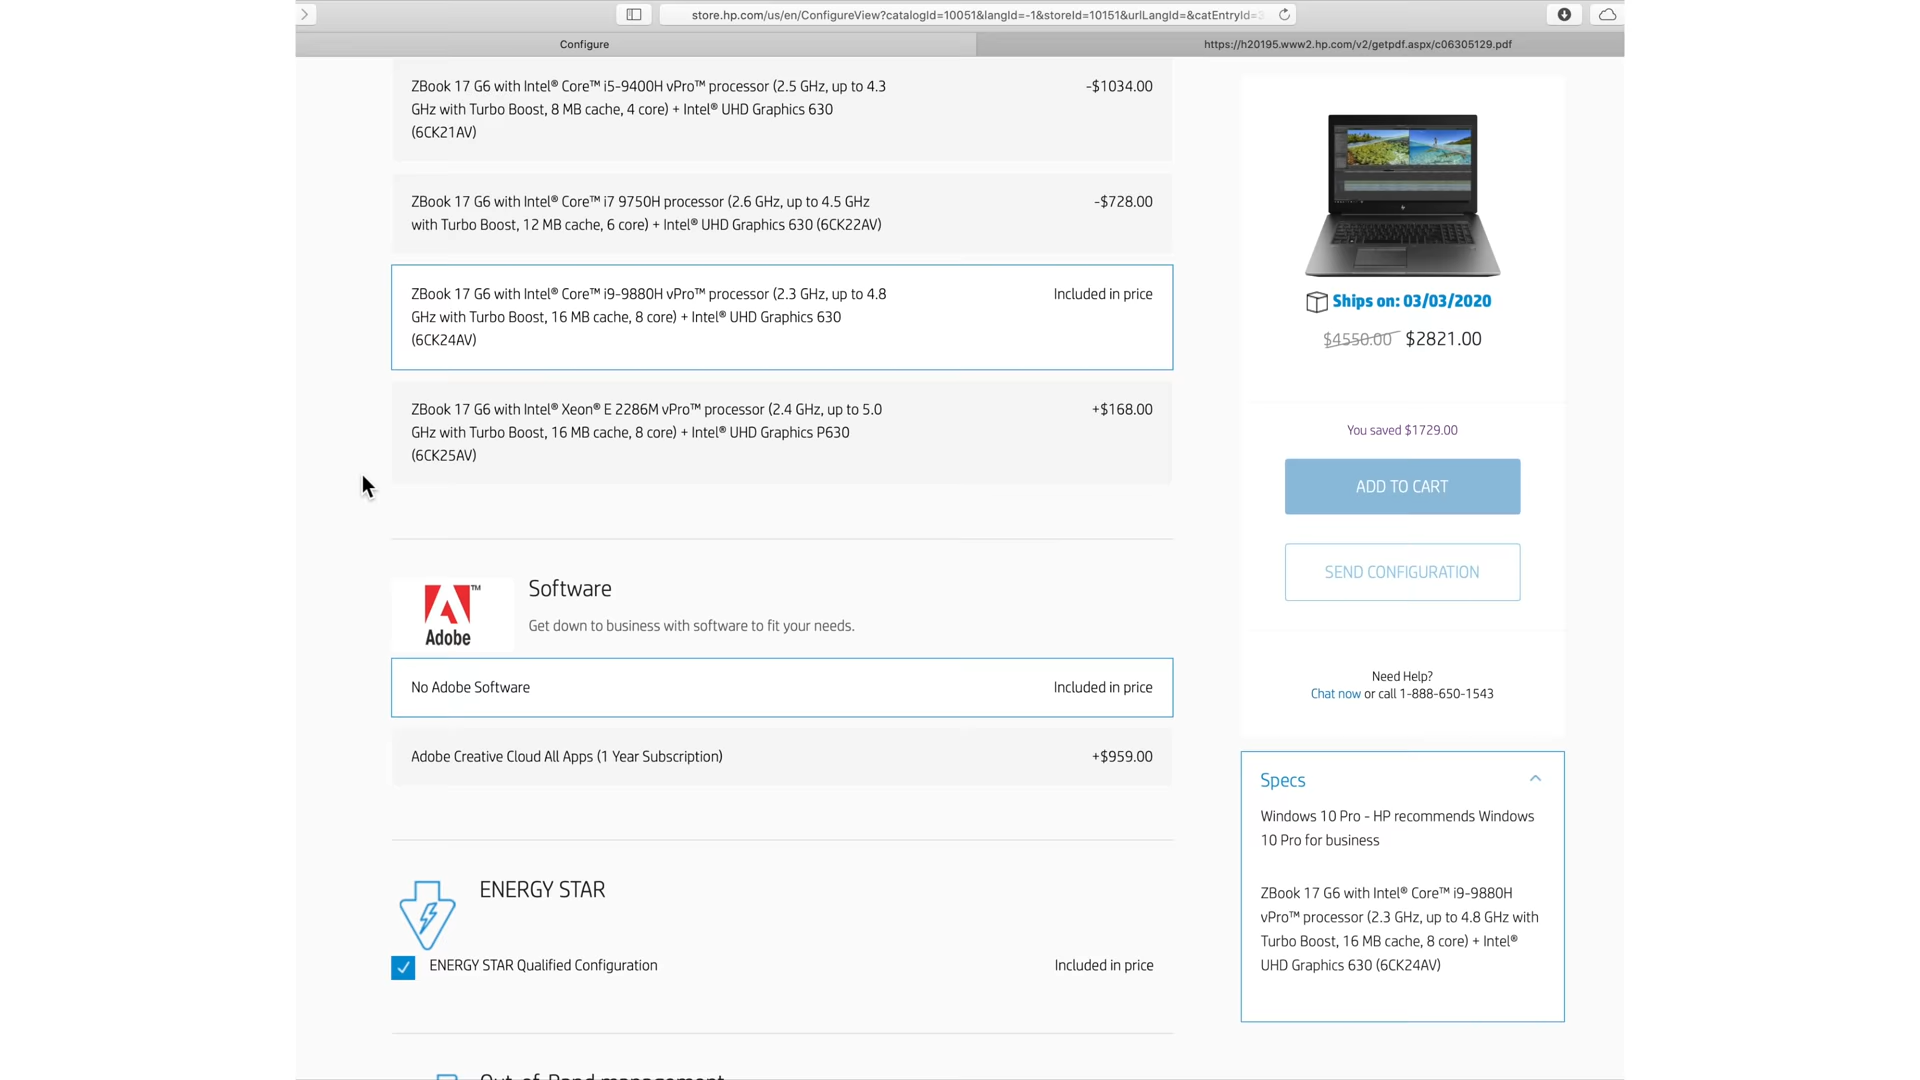 store.hp.com/us/en/ConfigureView?catalogId=10051&langId=-1&storeId=10151&urlLangId=&catEntryId=
Configure
https://h20195.www2.hp.com/v2/getpdf.aspx/c06305129.pdf
ZBook 17 G6 with Intel® Core™ i5-9400H vPro™ processor (2.5 GHz, up to 4.3
GHz with Turbo Boost, 8 MB cache, 4 core) + Intel® UHD Graphics 630
(6CK21AV)
-$1034.00
ZBook 17 G6 with Intel® Core™ i7 9750H processor (2.6 GHz, up to 4.5 GHz
with Turbo Boost, 12 MB cache, 6 core) + Intel® UHD Graphics 630 (6CK22AV)
-$728.00
ZBook 17 G6 with Intel® Core™ i9-9880H vPro™ processor (2.3 GHz, up to 4.8
GHz with Turbo Boost, 16 MB cache, 8 core) + Intel® UHD Graphics 630
(6CK24AV)
Included in price
ZBook 17 G6 with Intel® Xeon® E 2286M vPro™ processor (2.4 GHz, up to 5.0
GHz with Turbo Boost, 16 MB cache, 8 core) + Intel® UHD Graphics P630
(6CK25AV)
+$168.00
Adobe™
Software
Get down to business with software to fit your needs.
No Adobe Software
Included in price
Adobe Creative Cloud All Apps (1 Year Subscription)
+$959.00
ENERGY STAR
ENERGY STAR Qualified Configuration
Included in price
Out-of-Band management
Ships on: 03/03/2020
$4550.00 $2821.00
You saved $1729.00
ADD TO CART
SEND CONFIGURATION
Need Help?
Chat now or call 1-888-650-1543
Specs
Windows 10 Pro - HP recommends Windows
10 Pro for business
ZBook 17 G6 with Intel® Core™ i9-9880H
vPro™ processor (2.3 GHz, up to 4.8 GHz with
Turbo Boost, 16 MB cache, 8 core) + Intel®
UHD Graphics 630 (6CK24AV)